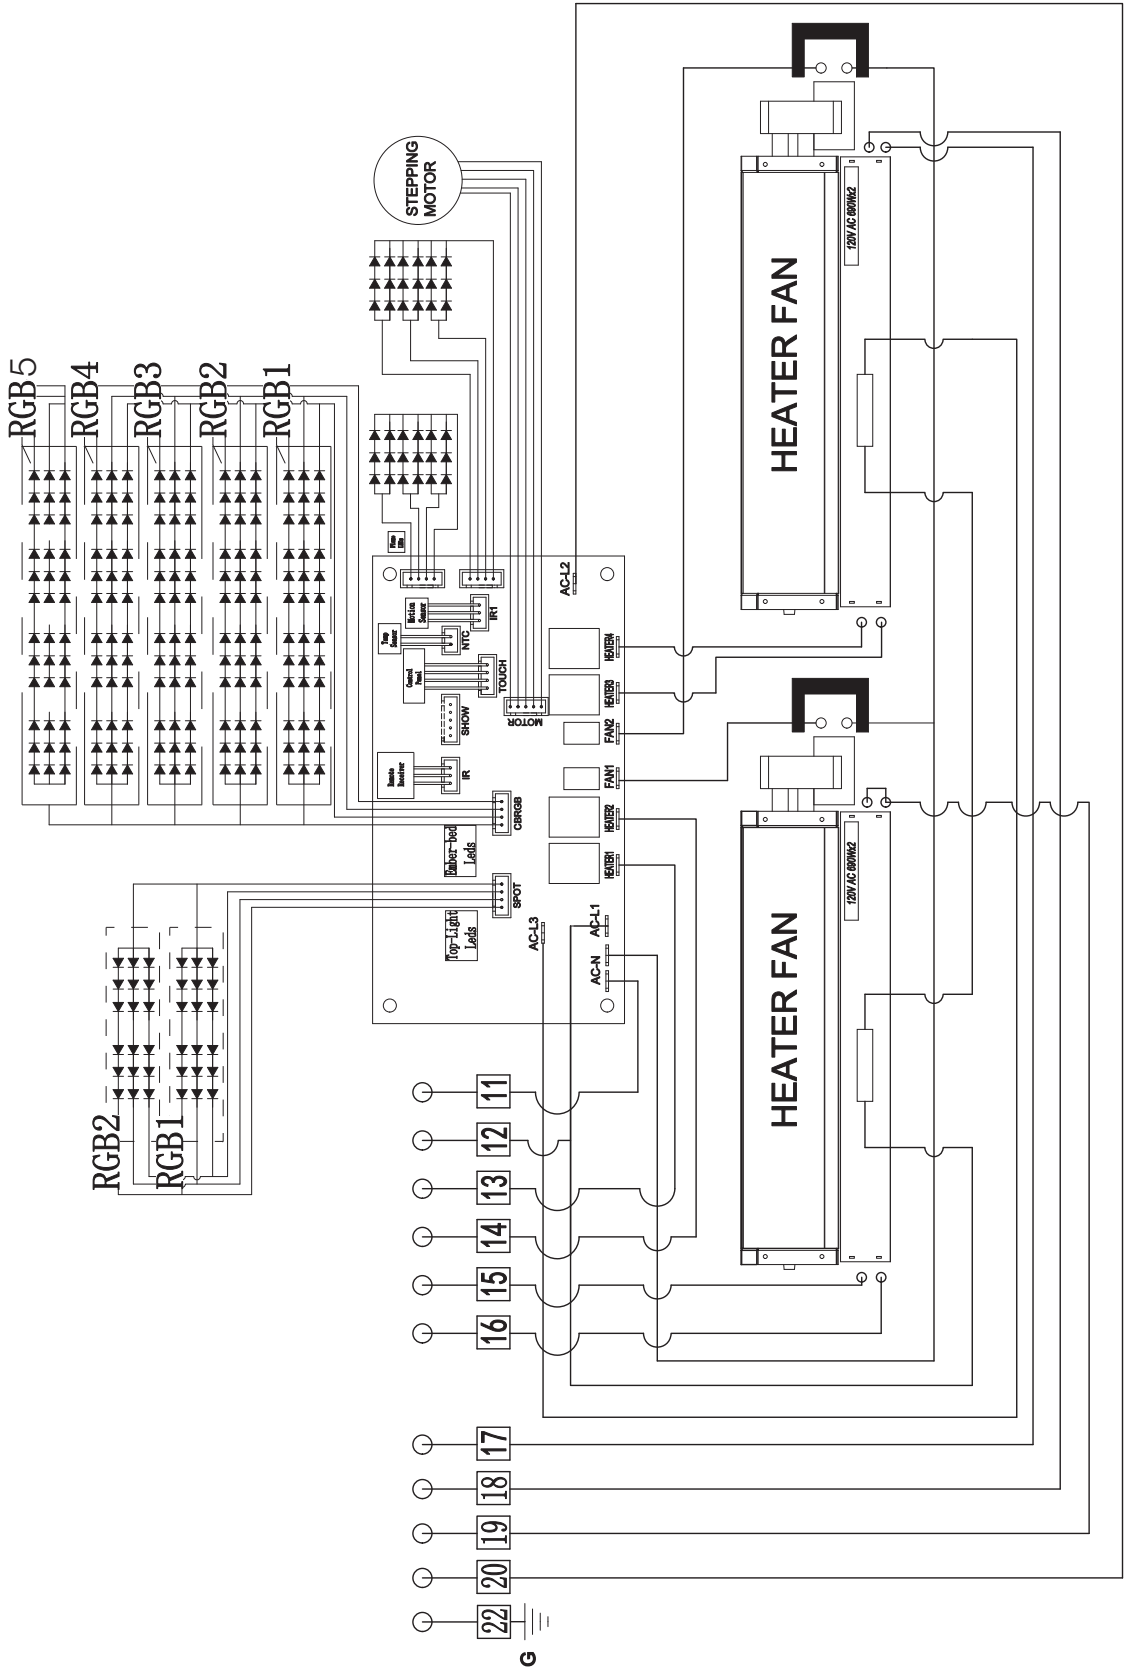 RGB5
RGB4
RGB3
RGB2
RGB1
STEPPING
MOTOR
Motion
Sensor
IR1
Temp
Sensor
NTC
Control
Panel
TOUCH
SHOW
MOTOR
Remote
Receiver
IR
CBRGB
Ember-bed
Leds
SPOT
Top-Light
Leds
AC-L2
HEATER4
HEATER3
FAN2
FAN1
HEATER2
HEATER1
AC-L3
AC-L1
AC-N
RGB2
RGB1
HEATER FAN
120V AC 690Wx2
HEATER FAN
120V AC 690Wx2
11
12
13
14
15
16
17
18
19
20
22
G